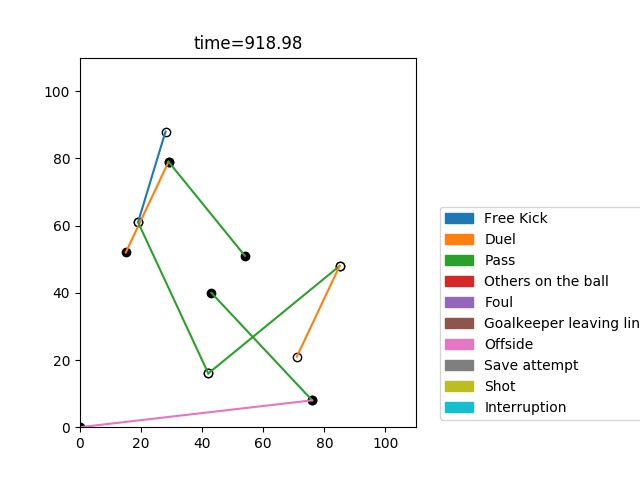 time=918.98
100
80
60
40
20
0
0 20 40 60 80 100
Free Kick
Duel
Pass
Others on the ball
Foul
Goalkeeper leaving lin
Offside
Save attempt
Shot
Interruption